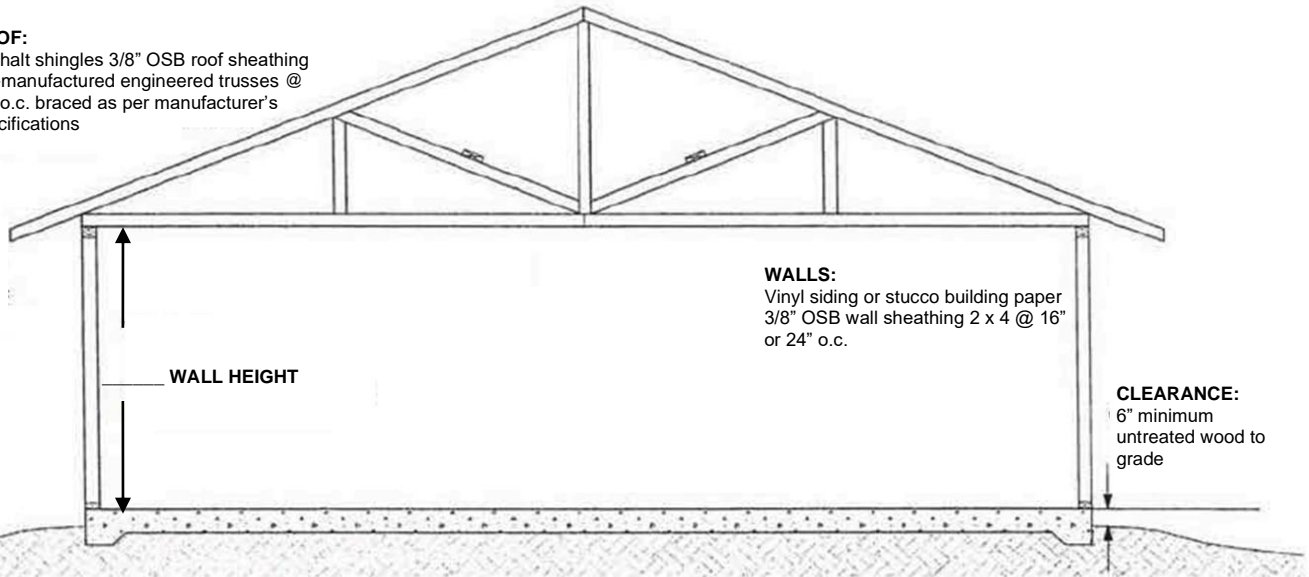 OF:
halt shingles 3/8” OSB roof sheathing
-manufactured engineered trusses @
o.c. braced as per manufacturer’s
cifications
WALLS:
Vinyl siding or stucco building paper
3/8” OSB wall sheathing 2 x 4 @ 16”
or 24” o.c.
______ WALL HEIGHT
CLEARANCE:
6” minimum
untreated wood to
grade